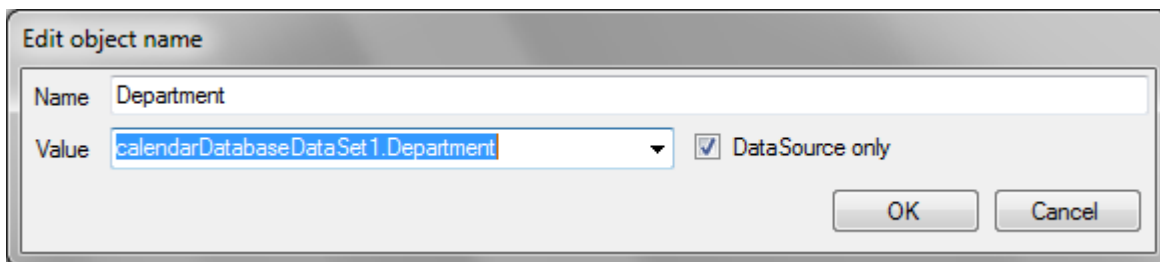 Edit object name
Name Department
Value calendarDatabaseDataSet1.Department DataSource only
OK Cancel